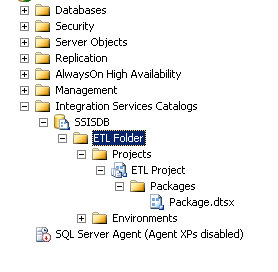 Databases
Security
Server Objects
Replication
AlwaysOn High Availability
Management
Integration Services Catalogs
SSISDB
ETL Folder
Projects
ETL Project
Packages
Package.dtsx
Environments
SQL Server Agent (Agent XPs disabled)